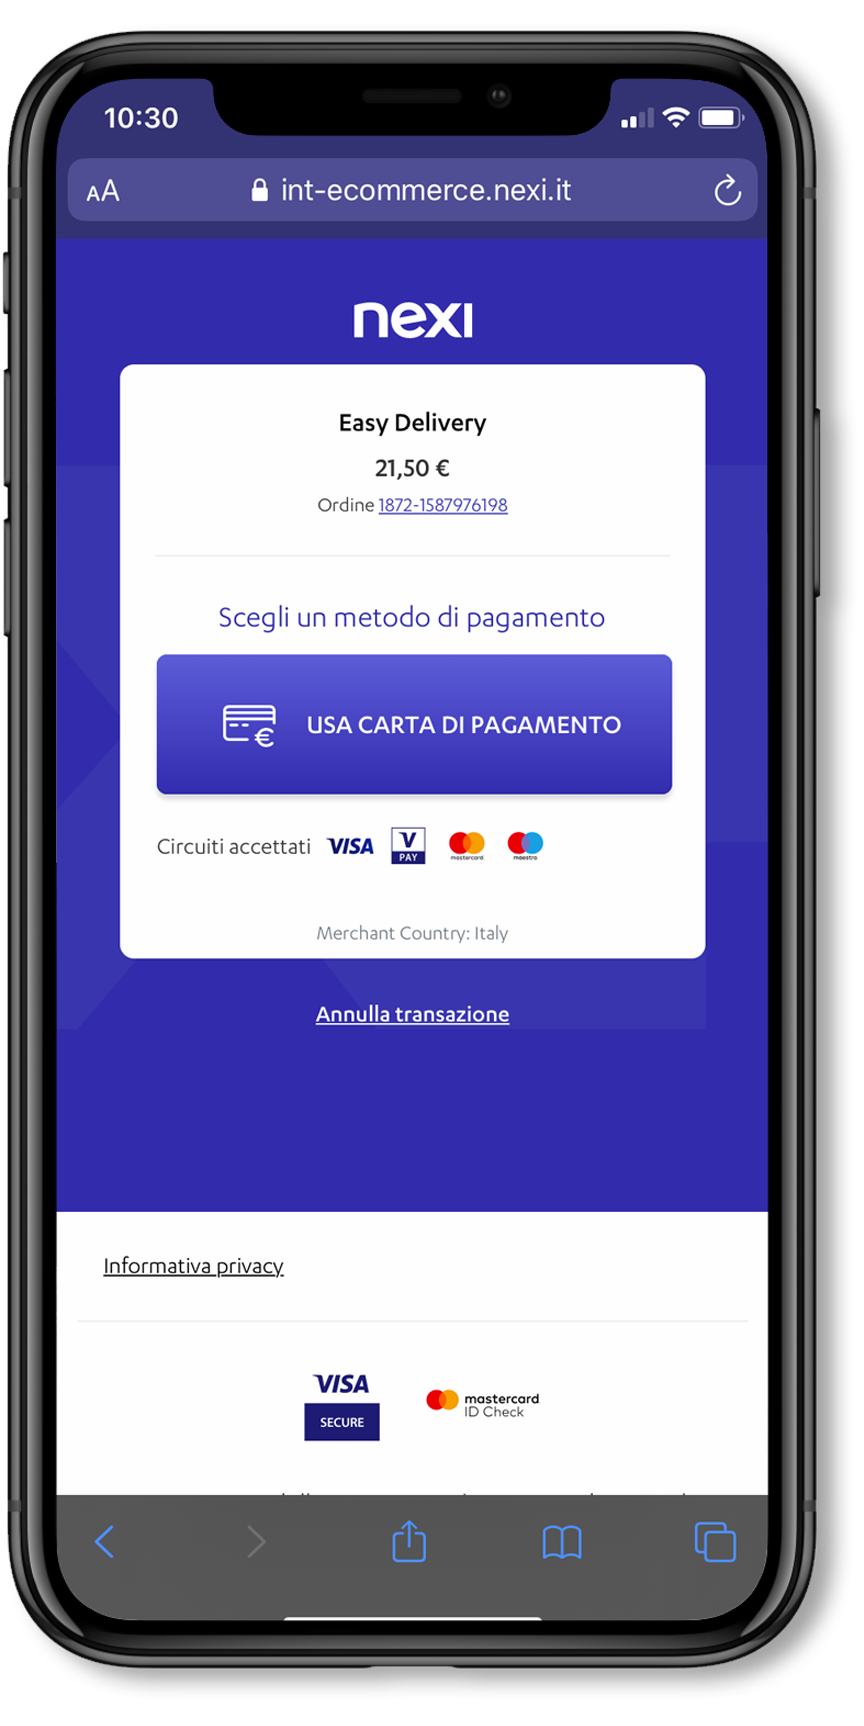 10:30
AA
int-ecommerce.nexi.it
nexi
Easy Delivery
21,50 €
Ordine 1872-1587976198
Scegli un metodo di pagamento
€ USA CARTA DI PAGAMENTO
Circuiti accettati VISA V PAY mastercard maestro
Merchant Country: Italy
Annulla transazione
Informativa privacy
VISA
SECURE
mastercard
ID Check